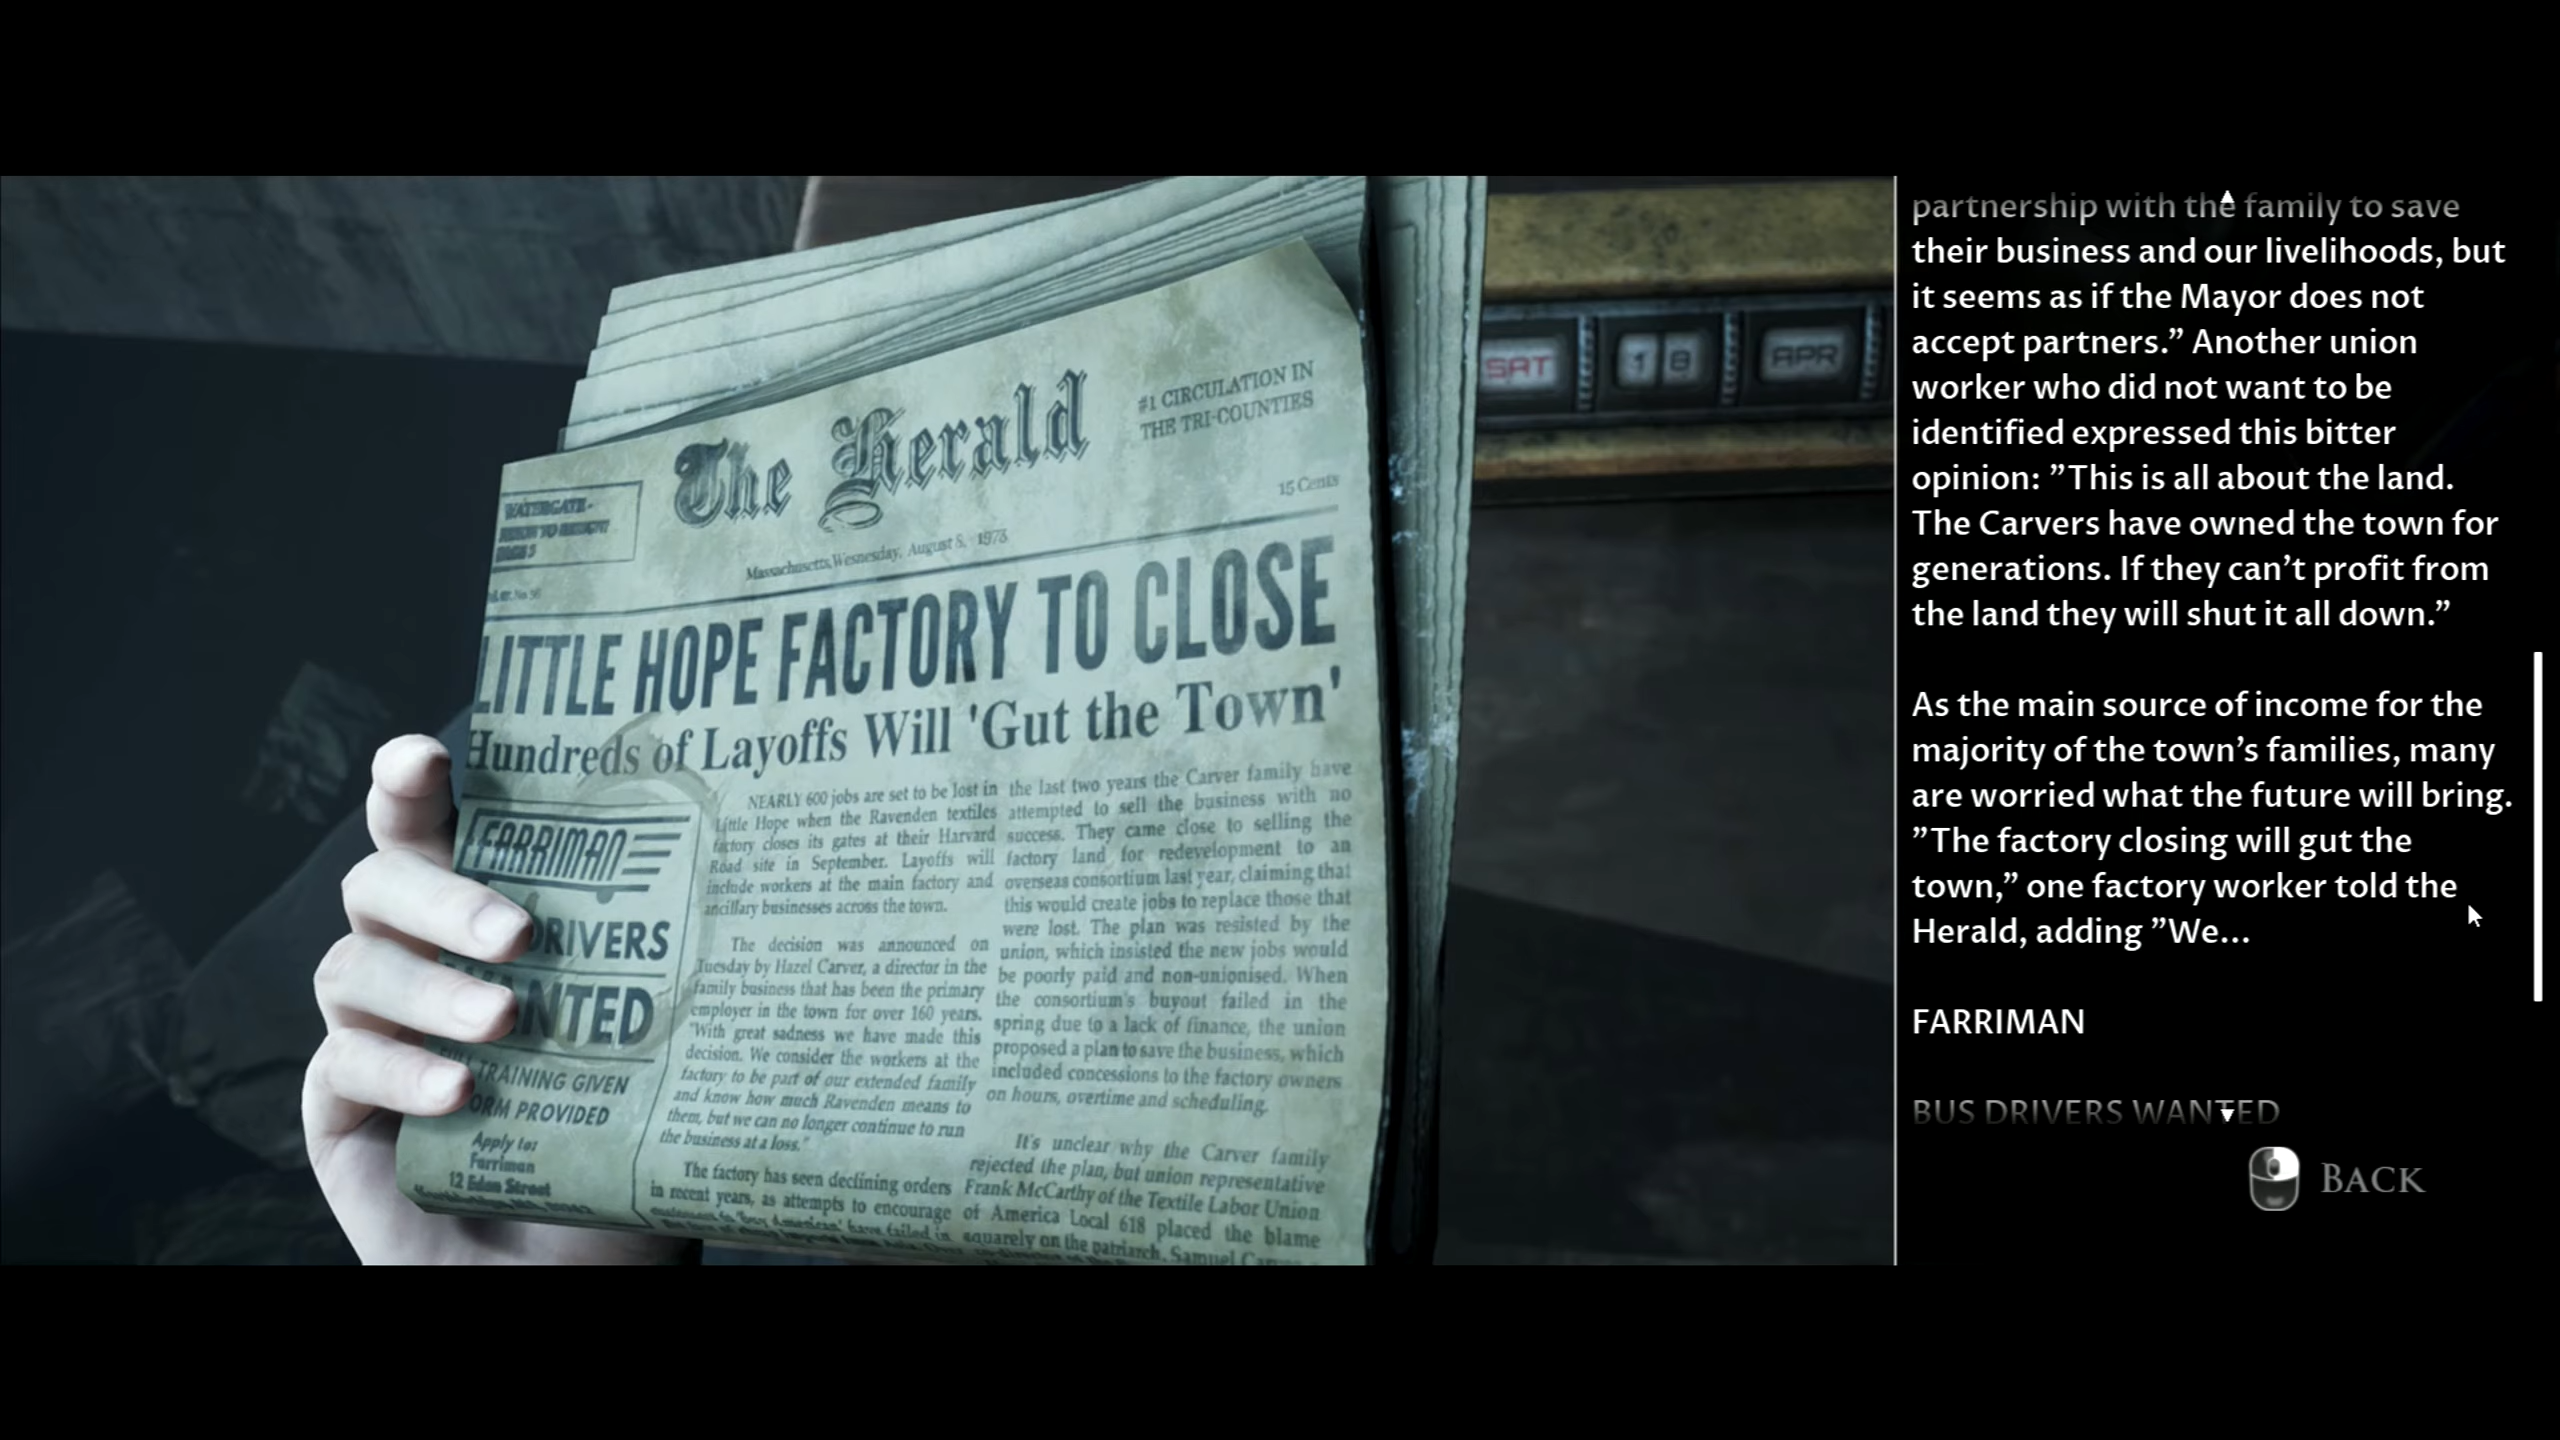 The Herald
#1 CIRCULATION IN
THE TRI-COUNTIES
15 Cents
WATERGATE -
PAGE 3
Massachusetts, Wesnesday, August 8, 1973
LITTLE HOPE FACTORY TO CLOSE
Hundreds of Layoffs Will 'Gut the Town'
FARRIMAN
DRIVERS
WANTED
TRAINING GIVEN
ORM PROVIDED
Apply to:
Farriman
12 Eden Street
NEARLY 600 jobs are set to be lost in
Little Hope when the Ravenden textiles
factory closes its gates at their Harvard
Road site in September. Layoffs will
include workers at the main factory and
ancillary businesses across the town.
The decision was announced on
Tuesday by Hazel Carver, a director in the
family business that has been the primary
employer in the town for over 160 years.
"With great sadness we have made this
decision. We consider the workers at the
factory to be part of our extended family
and know how much Ravenden means to
them, but we can no longer continue to run
the business at a loss."
The factory has seen declining orders
in recent years, as attempts to encourage
'buy American' have failed in
the last two years the Carver family have
attempted to sell the business with no
success. They came close to selling the
factory land for redevelopment to an
overseas consortium last year, claiming that
this would create jobs to replace those that
were lost. The plan was resisted by the
union, which insisted the new jobs would
be poorly paid and non-unionised. When
the consortium's buyout failed in the
spring due to a lack of finance, the union
proposed a plan to save the business, which
included concessions to the factory owners
on hours, overtime and scheduling.
It's unclear why the Carver family
rejected the plan, but union representative
Frank McCarthy of the Textile Labor Union
of America Local 618 placed the blame
squarely on the patriarch, Samuel
SAT 18 APR
partnership with the family to save
their business and our livelihoods, but
it seems as if the Mayor does not
accept partners.” Another union
worker who did not want to be
identified expressed this bitter
opinion: ”This is all about the land.
The Carvers have owned the town for
generations. If they can’t profit from
the land they will shut it all down.”
As the main source of income for the
majority of the town’s families, many
are worried what the future will bring.
”The factory closing will gut the
town,” one factory worker told the
Herald, adding ”We...
FARRIMAN
BUS DRIVERS WANTED
BACK